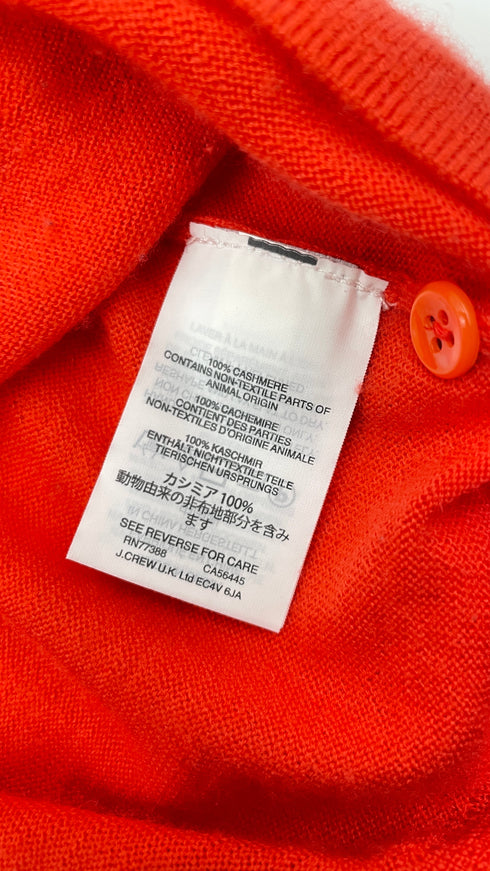 100% CASHMERE
CONTAINS NON-TEXTILE PARTS OF
ANIMAL ORIGIN
100% CACHEMIRE
CONTIENT DES PARTIES
NON-TEXTILES D'ORIGINE ANIMALE
100% KASCHMIR
ENTHÄLT NICHTTEXTILE TEILE
TIERISCHEN URSPRUNGS
カシミア 100%
動物由来の非布地部分を含み
ます
SEE REVERSE FOR CARE
RN77388 CA56445
J.CREW U.K. Ltd EC4V 6JA